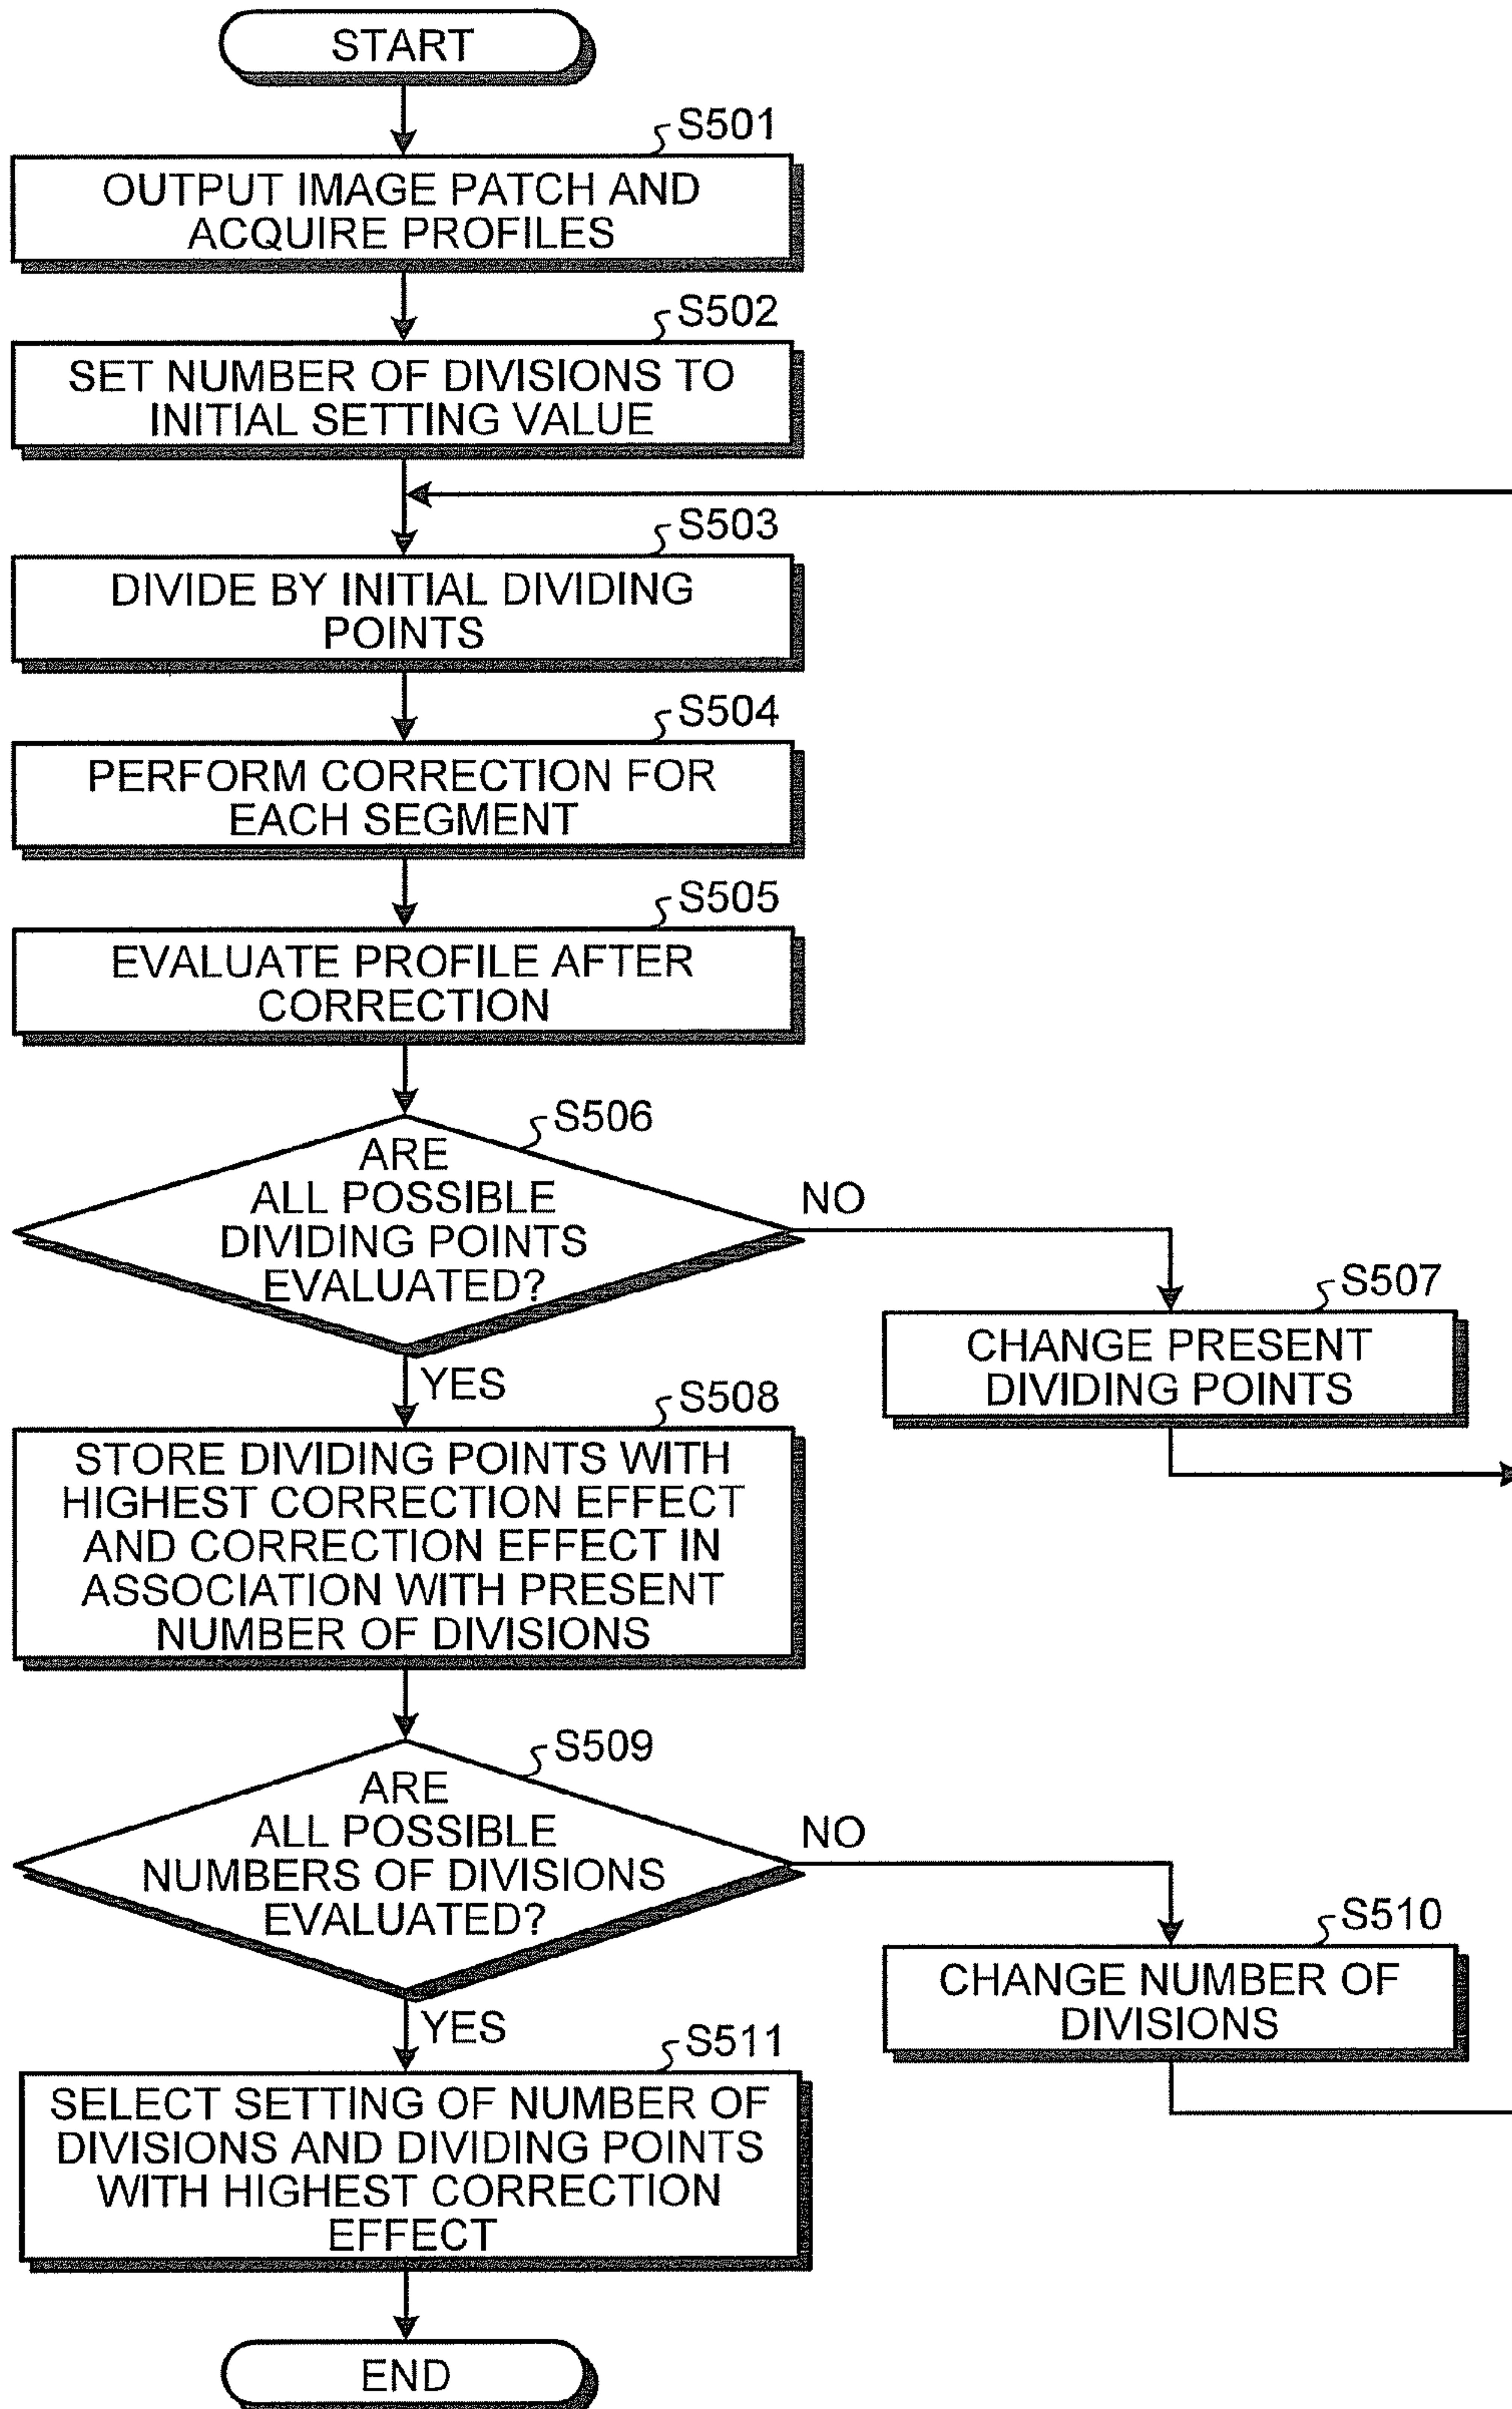 START
S501
OUTPUT IMAGE PATCH AND
ACQUIRE PROFILES
S502
SET NUMBER OF DIVISIONS TO
INITIAL SETTING VALUE
S503
DIVIDE BY INITIAL DIVIDING
POINTS
S504
PERFORM CORRECTION FOR
EACH SEGMENT
S505
EVALUATE PROFILE AFTER
CORRECTION
S506
ARE
ALL POSSIBLE
DIVIDING POINTS
EVALUATED?
NO
S507
CHANGE PRESENT
DIVIDING POINTS
YES
S508
STORE DIVIDING POINTS WITH
HIGHEST CORRECTION EFFECT
AND CORRECTION EFFECT IN
ASSOCIATION WITH PRESENT
NUMBER OF DIVISIONS
S509
ARE
ALL POSSIBLE
NUMBERS OF DIVISIONS
EVALUATED?
NO
S510
CHANGE NUMBER OF
DIVISIONS
YES
S511
SELECT SETTING OF NUMBER OF
DIVISIONS AND DIVIDING POINTS
WITH HIGHEST CORRECTION
EFFECT
END